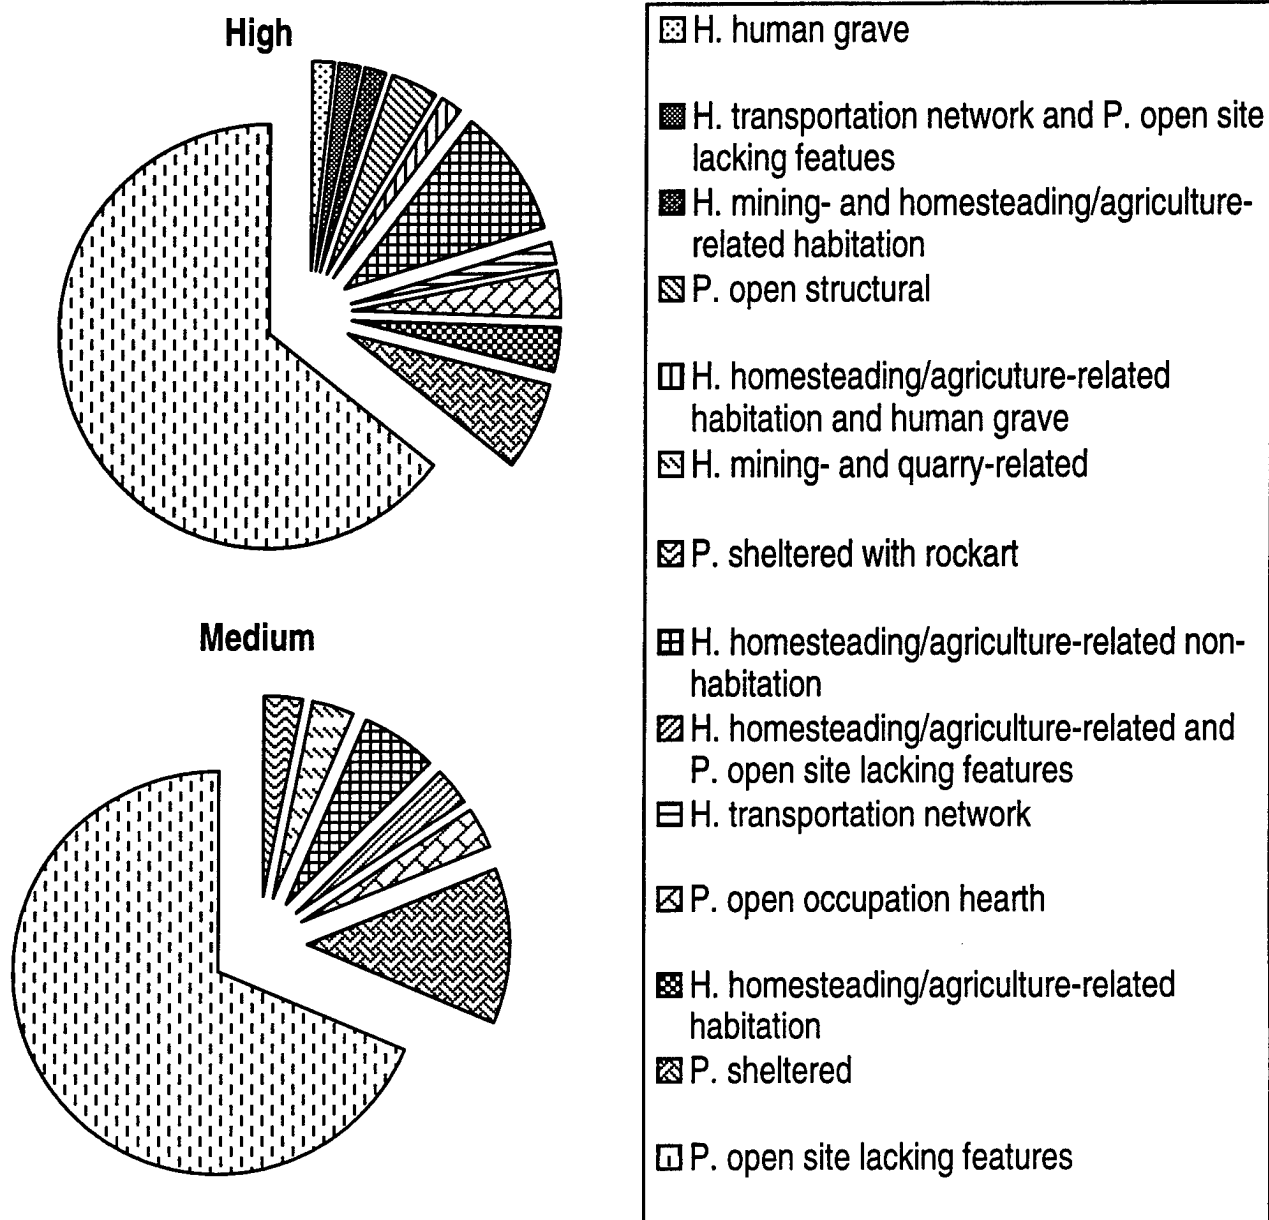 High
Medium
H. human grave
H. transportation network and P. open site
lacking featues
H. mining- and homesteading/agriculture-
related habitation
P. open structural
H. homesteading/agricuture-related
habitation and human grave
H. mining- and quarry-related
P. sheltered with rockart
H. homesteading/agriculture-related non-
habitation
H. homesteading/agriculture-related and
P. open site lacking features
H. transportation network
P. open occupation hearth
H. homesteading/agriculture-related
habitation
P. sheltered
P. open site lacking features